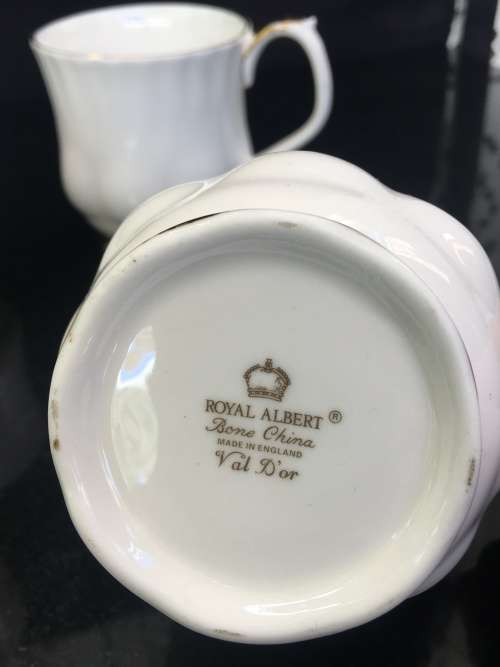 ROYAL ALBERT ®
Bone China
MADE IN ENGLAND
Val D'or